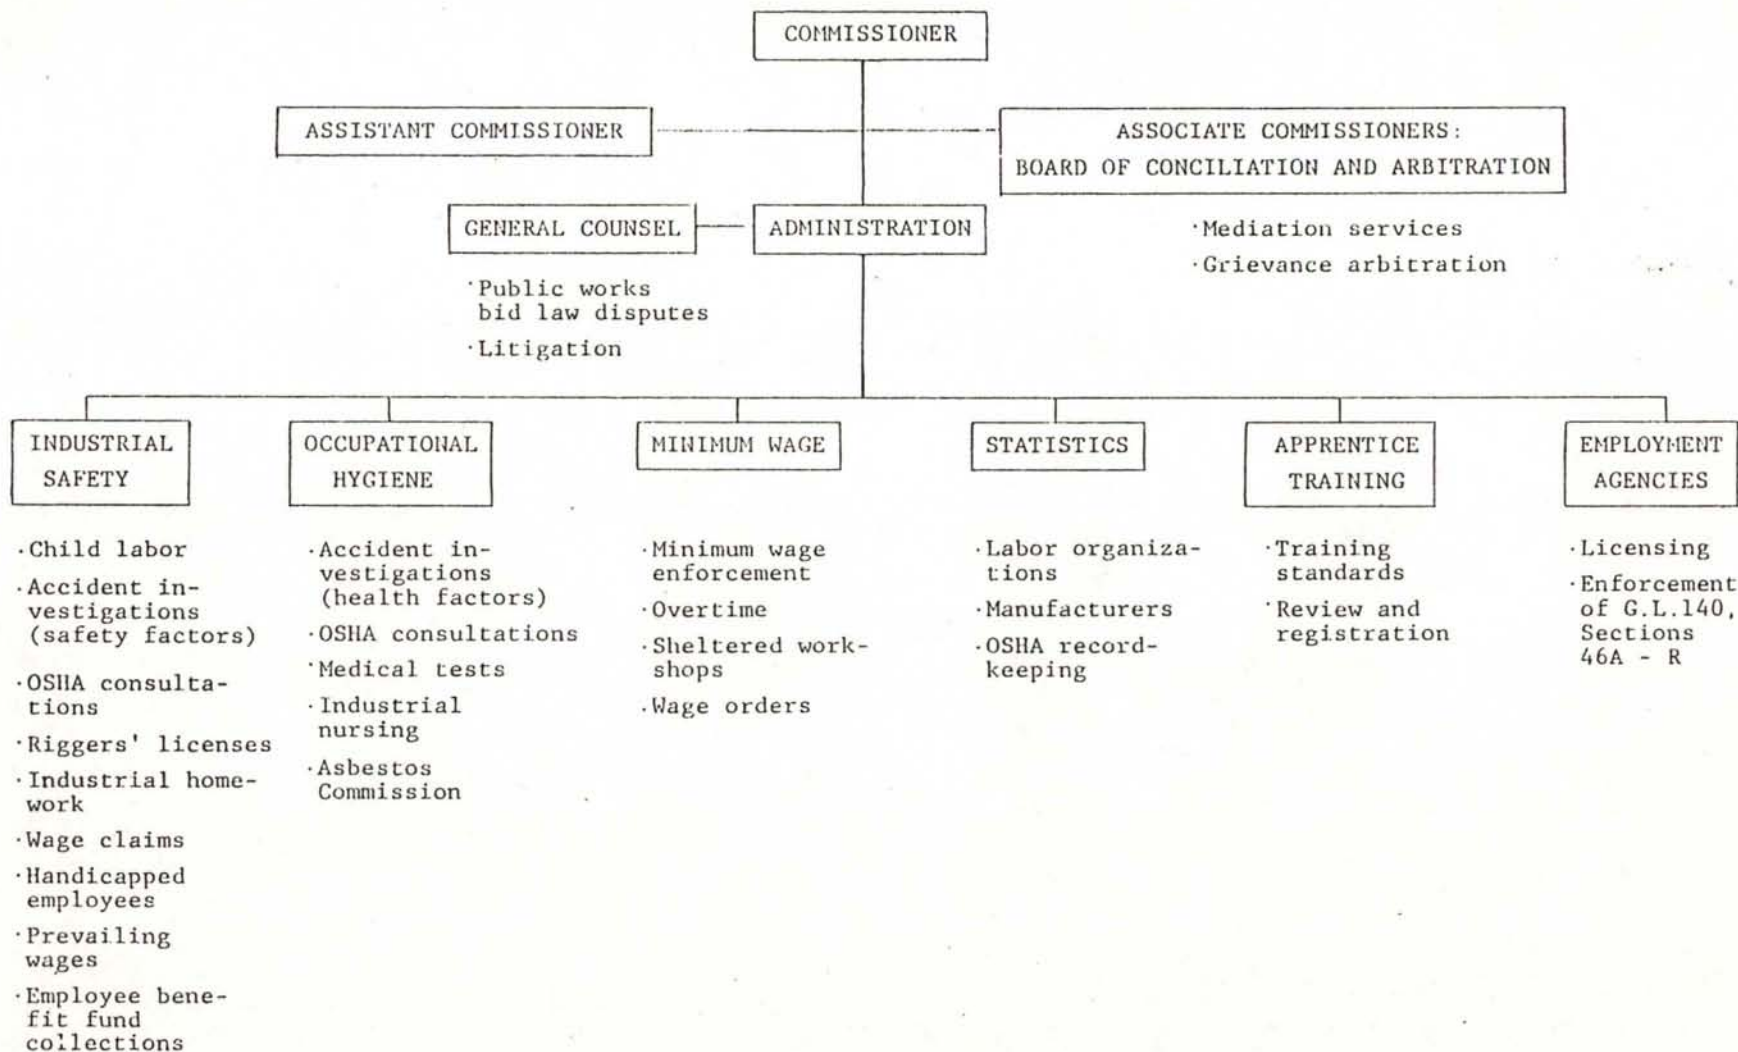 COMMISSIONER
ASSISTANT COMMISSIONER
ASSOCIATE COMMISSIONERS:
BOARD OF CONCILIATION AND ARBITRATION
·Mediation services
·Grievance arbitration
GENERAL COUNSEL
ADMINISTRATION
·Public works
bid law disputes
·Litigation
INDUSTRIAL
SAFETY
·Child labor
·Accident in-
vestigations
(safety factors)
·OSHA consulta-
tions
·Riggers' licenses
·Industrial home-
work
·Wage claims
·Handicapped
employees
·Prevailing
wages
·Employee bene-
fit fund
collections
OCCUPATIONAL
HYGIENE
·Accident in-
vestigations
(health factors)
·OSHA consultations
·Medical tests
·Industrial
nursing
·Asbestos
Commission
MINIMUM WAGE
·Minimum wage
enforcement
·Overtime
·Sheltered work-
shops
·Wage orders
STATISTICS
·Labor organiza-
tions
·Manufacturers
·OSHA record-
keeping
APPRENTICE
TRAINING
·Training
standards
·Review and
registration
EMPLOYMENT
AGENCIES
·Licensing
·Enforcement
of G.L.140,
Sections
46A - R